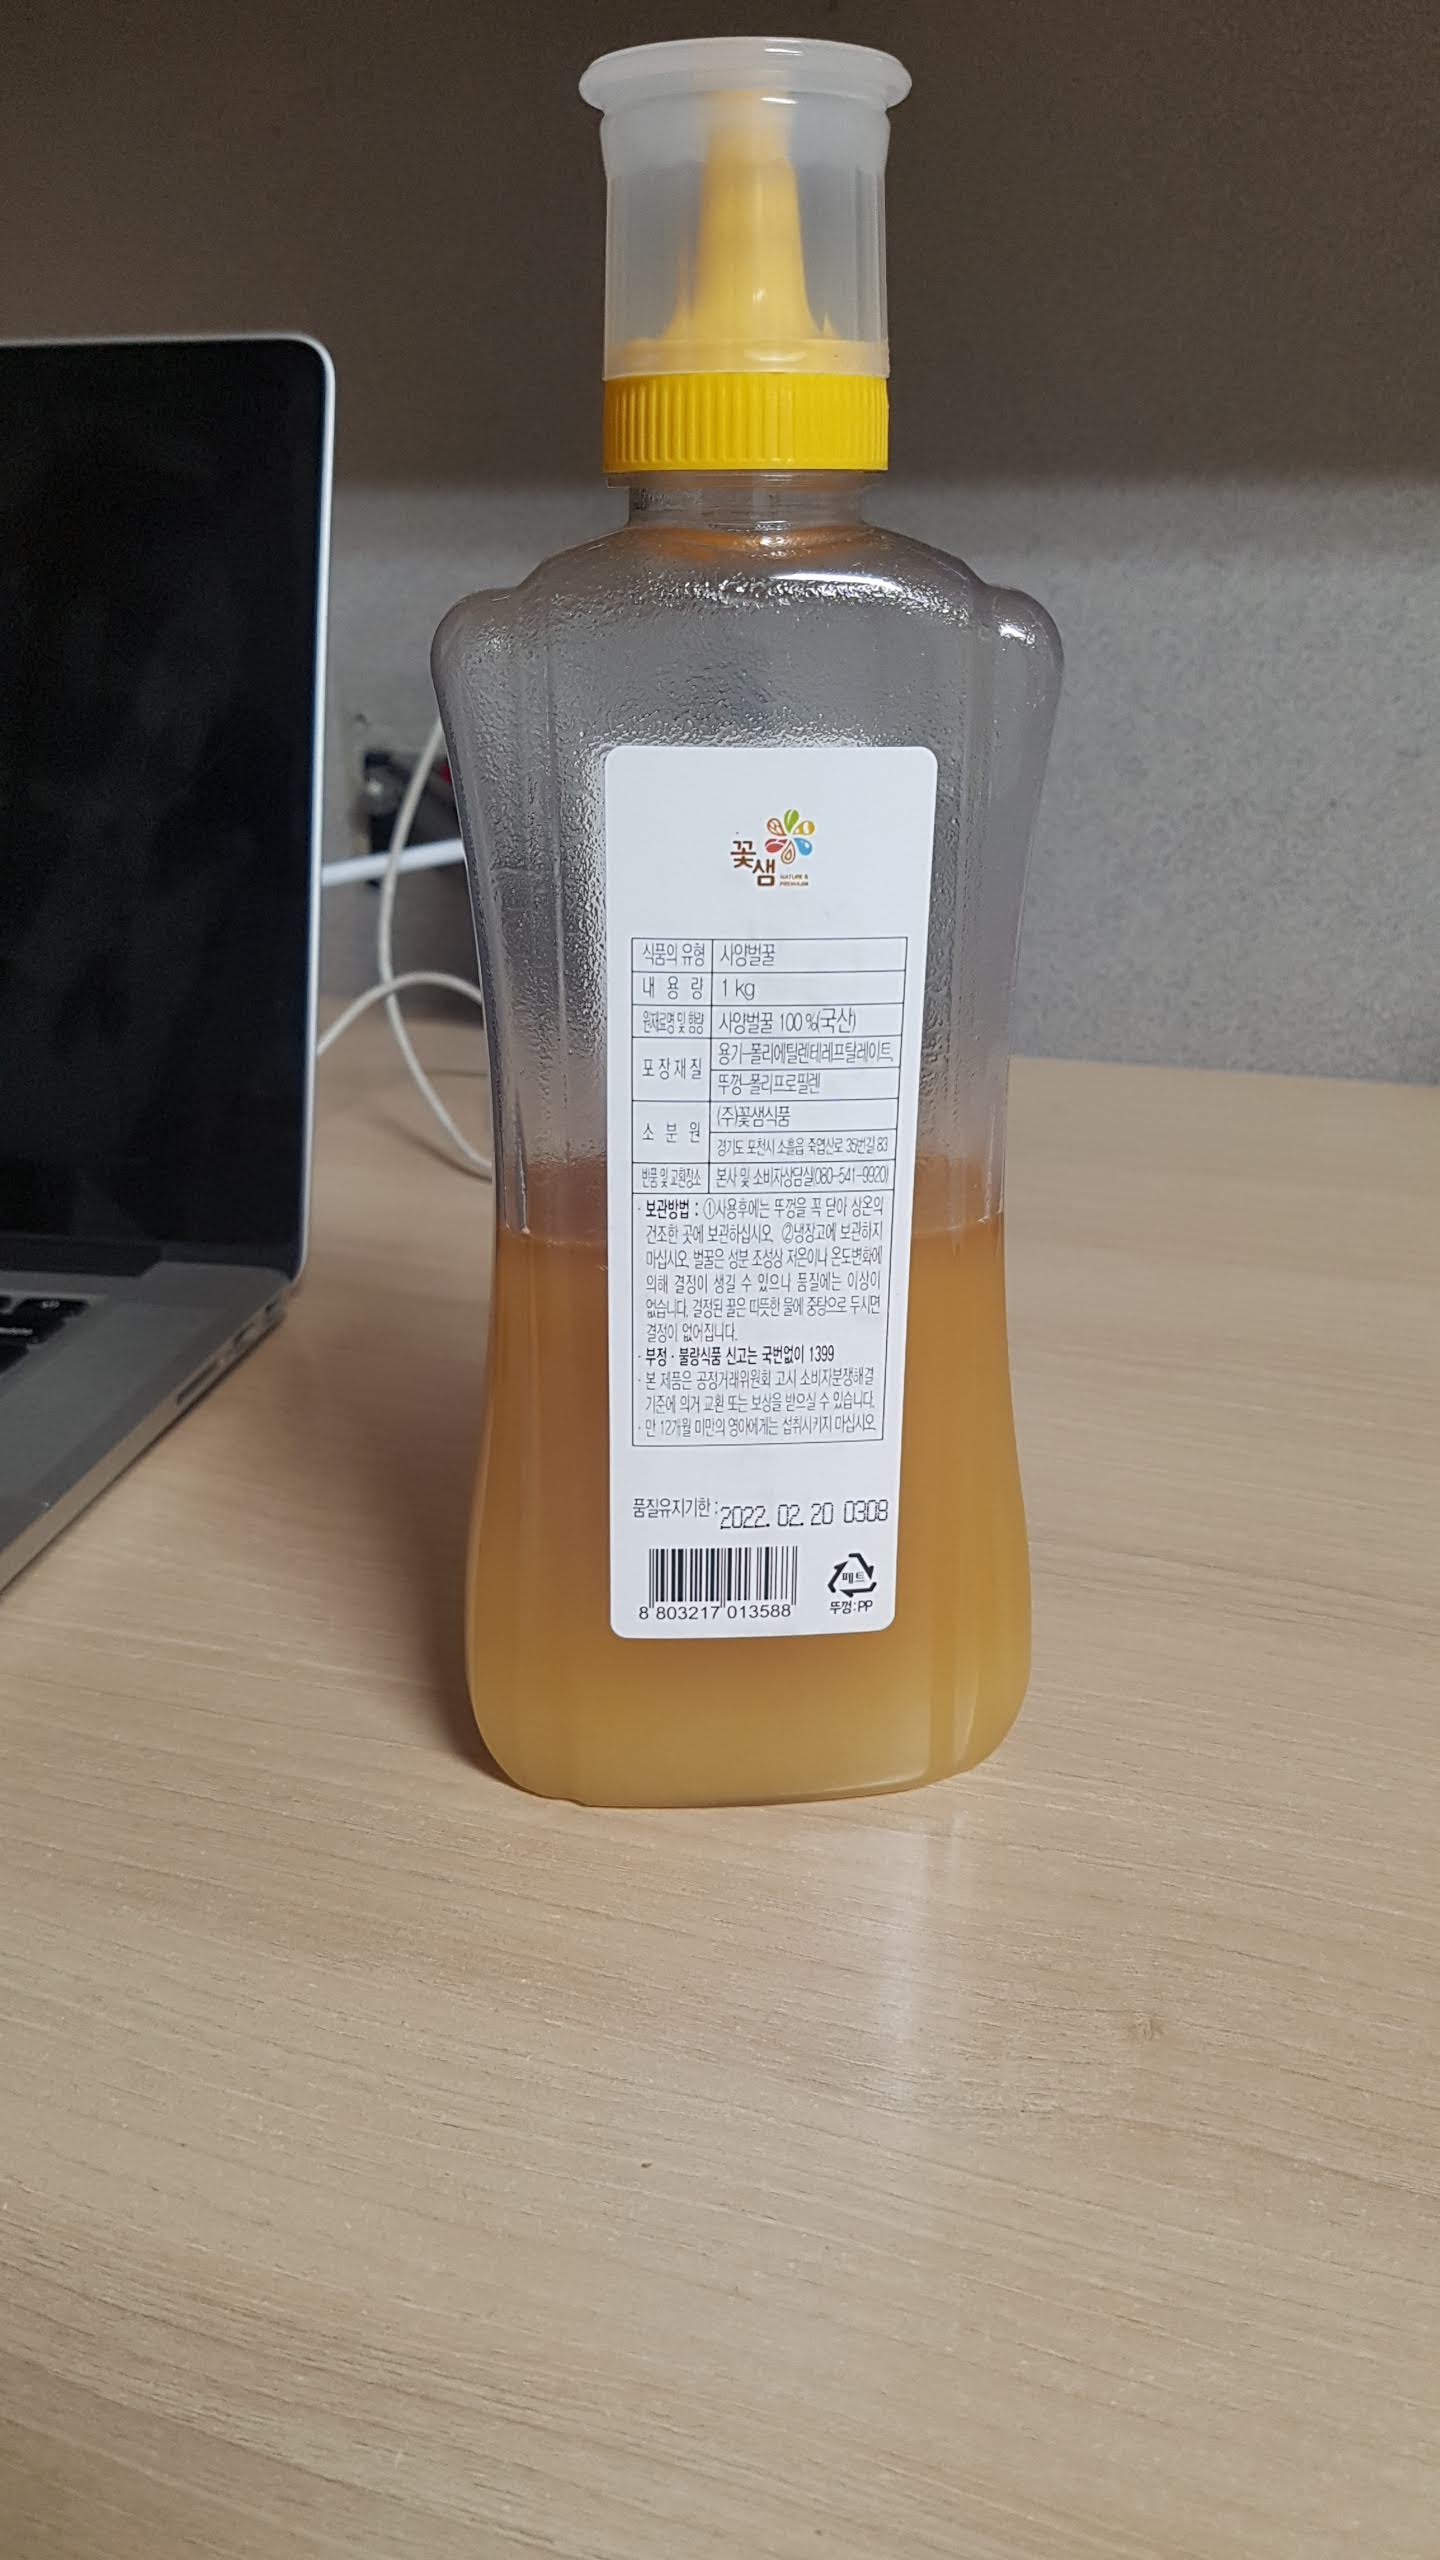 꽃샘
NATURE & PREMIUM
식품의 유형 사양벌꿀
내 용 량 1 kg
원재료명 및 함량 사양벌꿀 100 %(국산)
포 장 재 질 용기-폴리에틸렌테레프탈레이트,
뚜껑-폴리프로필렌
소 분 원 (주)꽃샘식품
경기도 포천시 소흘읍 죽엽산로 35번길 83
반품 및 교환장소 본사 및 소비자상담실(080-541-9920)
· 보관방법 : ①사용후에는 뚜껑을 꼭 닫아 상온의
건조한 곳에 보관하십시오. ②냉장고에 보관하지
마십시오. 벌꿀은 성분 조성상 저온이나 온도변화에
의해 결정이 생길 수 있으나 품질에는 이상이
없습니다. 결정된 꿀은 따뜻한 물에 중탕으로 두시면
결정이 없어집니다.
· 부정 · 불량식품 신고는 국번없이 1399
· 본 제품은 공정거래위원회 고시 소비자분쟁해결
기준에 의거 교환 또는 보상을 받으실 수 있습니다.
· 만 12개월 미만의 영아에게는 섭취시키지 마십시오.
품질유지기한 : 2022. 02. 20 0308
8 803217 013588
페트
뚜껑:PP